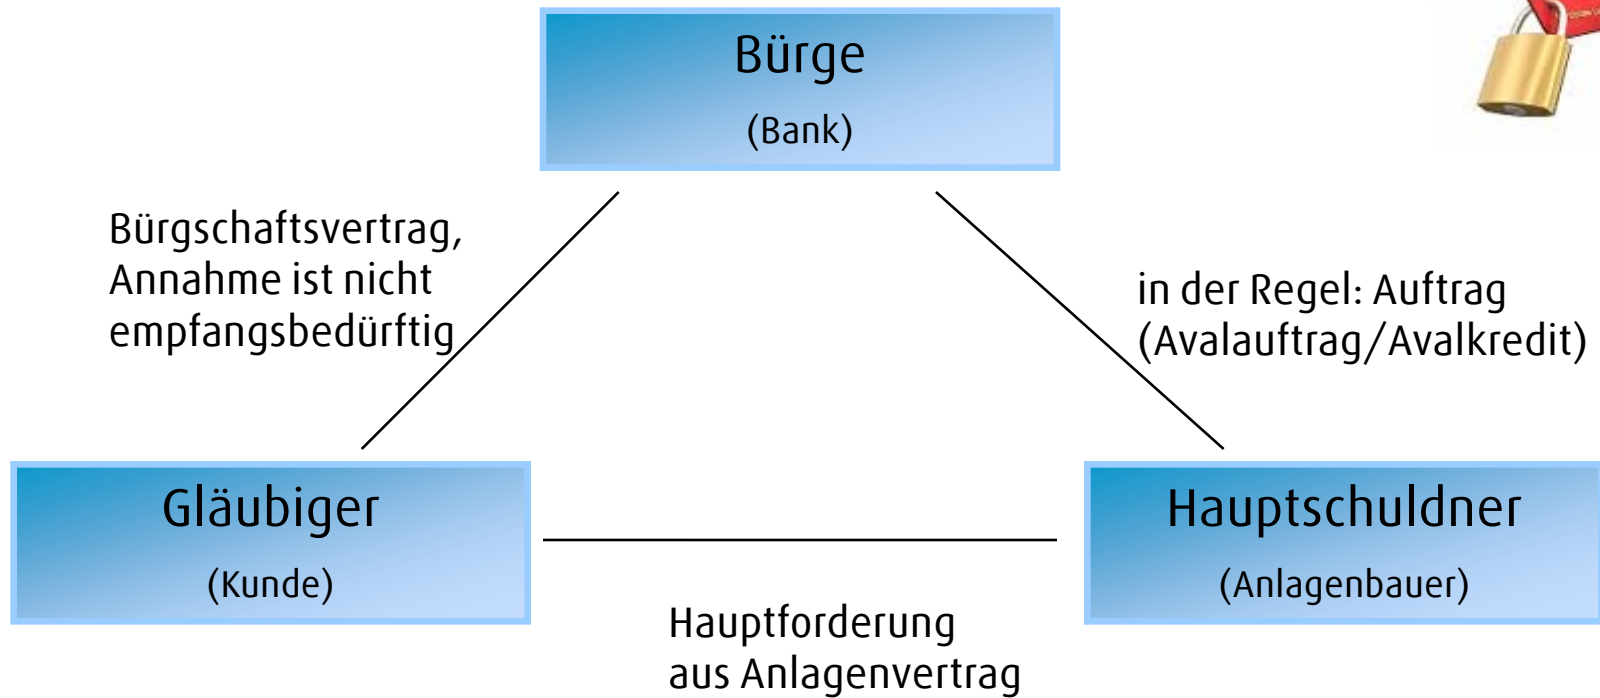 Bürge
(Bank)
Bürgschaftsvertrag,
Annahme ist nicht
empfangsbedürftig
in der Regel: Auftrag
(Avalauftrag/Avalkredit)
Gläubiger
(Kunde)
Hauptschuldner
(Anlagenbauer)
Hauptforderung
aus Anlagenvertrag